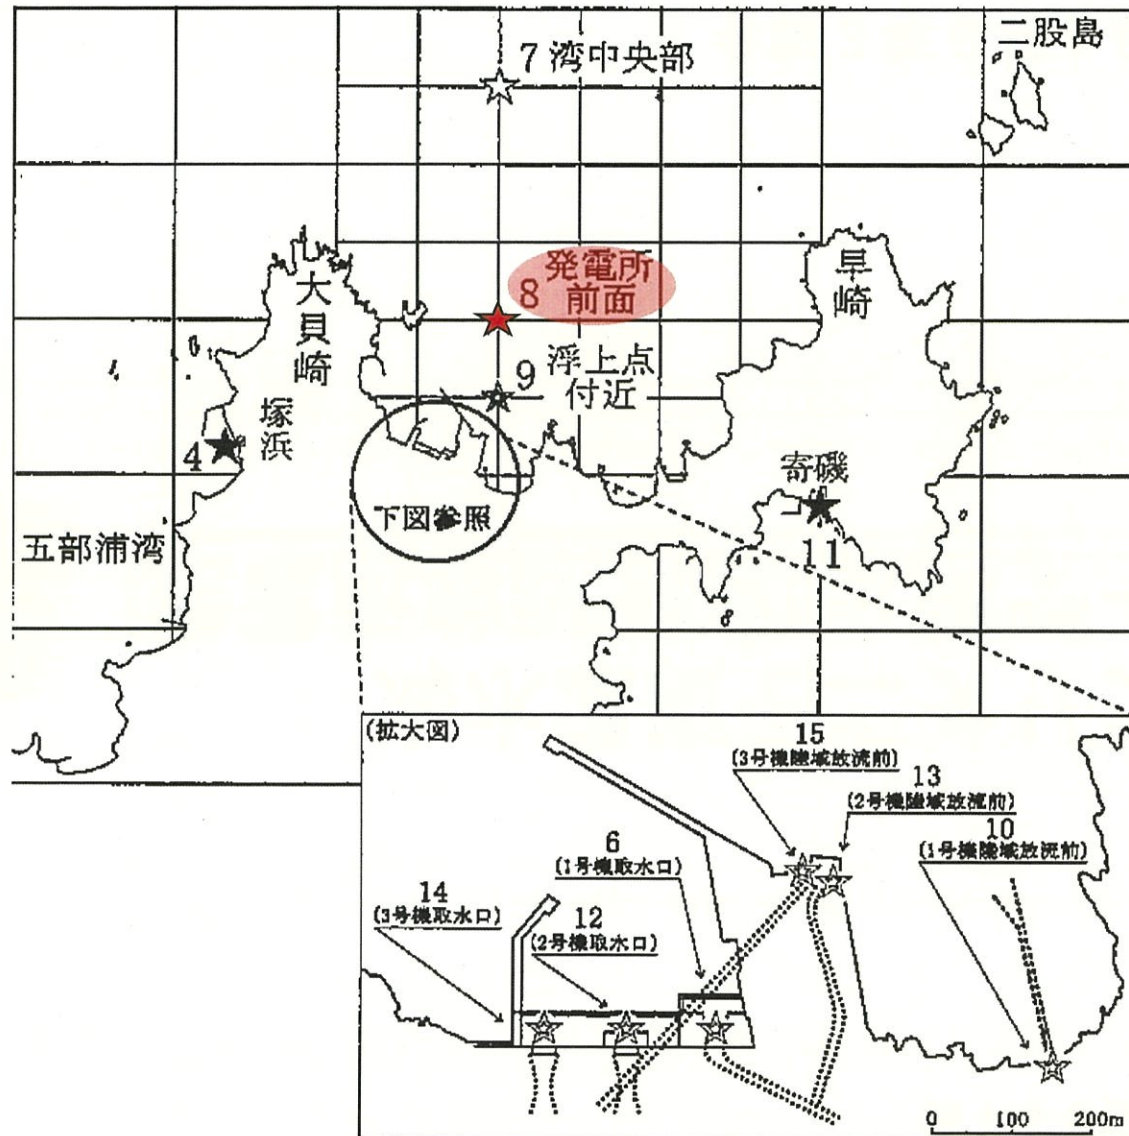 二股島
7 湾中央部
発電所
8 前面
大貝崎
早崎
9 浮上点
付近
塚浜
4
寄磯
下図参照
五部浦湾
11
(拡大図)
15
(3号機陸域放流前)
13
(2号機陸域放流前)
10
(1号機陸域放流前)
6
(1号機取水口)
14
(3号機取水口)
12
(2号機取水口)
0 100 200m